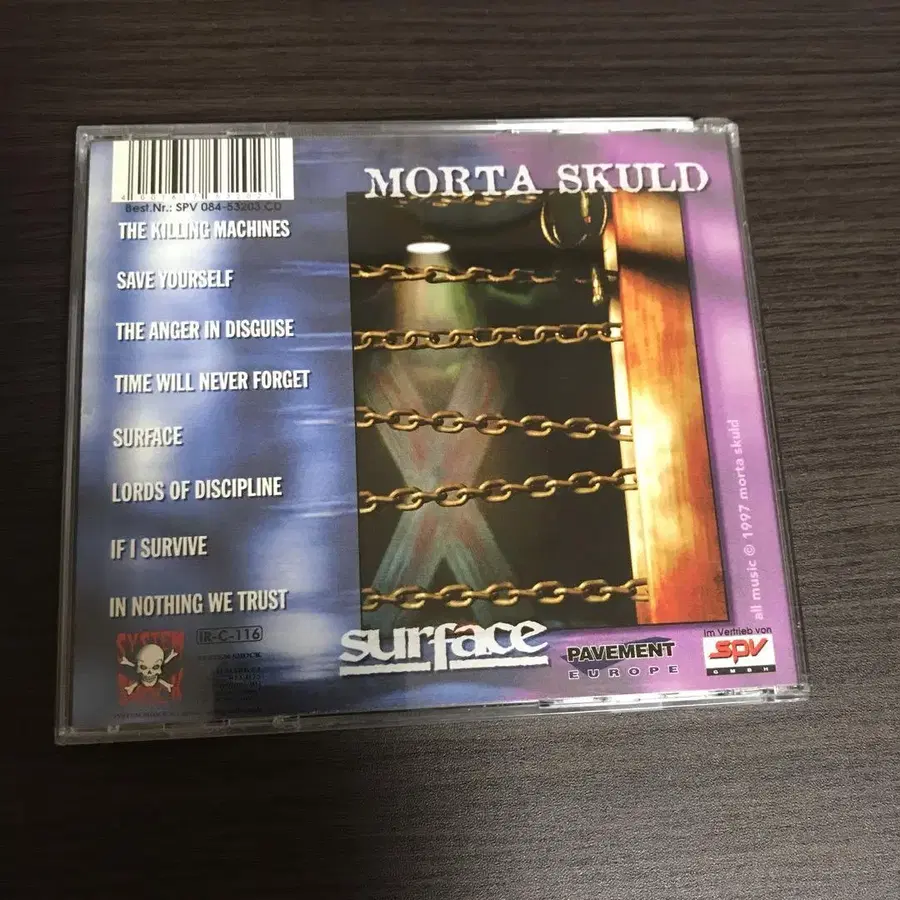 MORTA SKULD
Best.Nr.: SPV 084-53203 CD
THE KILLING MACHINES
SAVE YOURSELF
THE ANGER IN DISGUISE
TIME WILL NEVER FORGET
SURFACE
LORDS OF DISCIPLINE
IF I SURVIVE
IN NOTHING WE TRUST
all music © 1997 morta skuld
SYSTEM
IR-C-116
surface
PAVEMENT
EUROPE
im Vertrieb von
SPV
GMBH